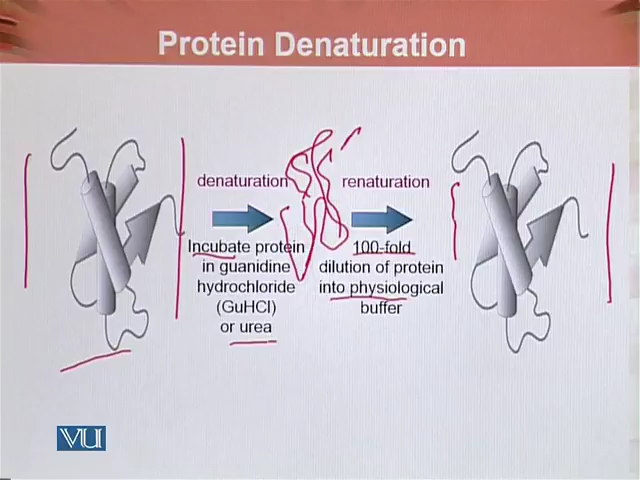 Protein Denaturation
denaturation
renaturation
Incubate protein
in guanidine
hydrochloride
(GuHCl)
or urea
100-fold
dilution of protein
into physiological
buffer
VU